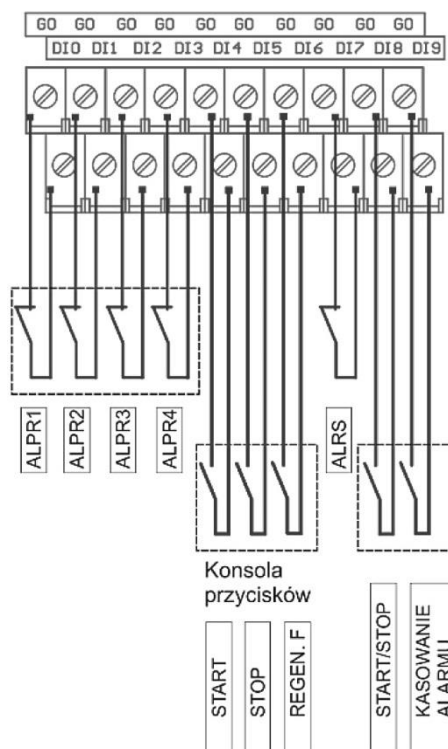 G0 G0 G0 G0 G0 G0 G0 G0 G0
DI0 DI1 DI2 DI3 DI4 DI5 DI6 DI7 DI8 DI9
ALPR1
ALPR2
ALPR3
ALPR4
ALRS
Konsola
przycisków
START
STOP
REGEN. F
START/STOP
KASOWANIE
ALARMU